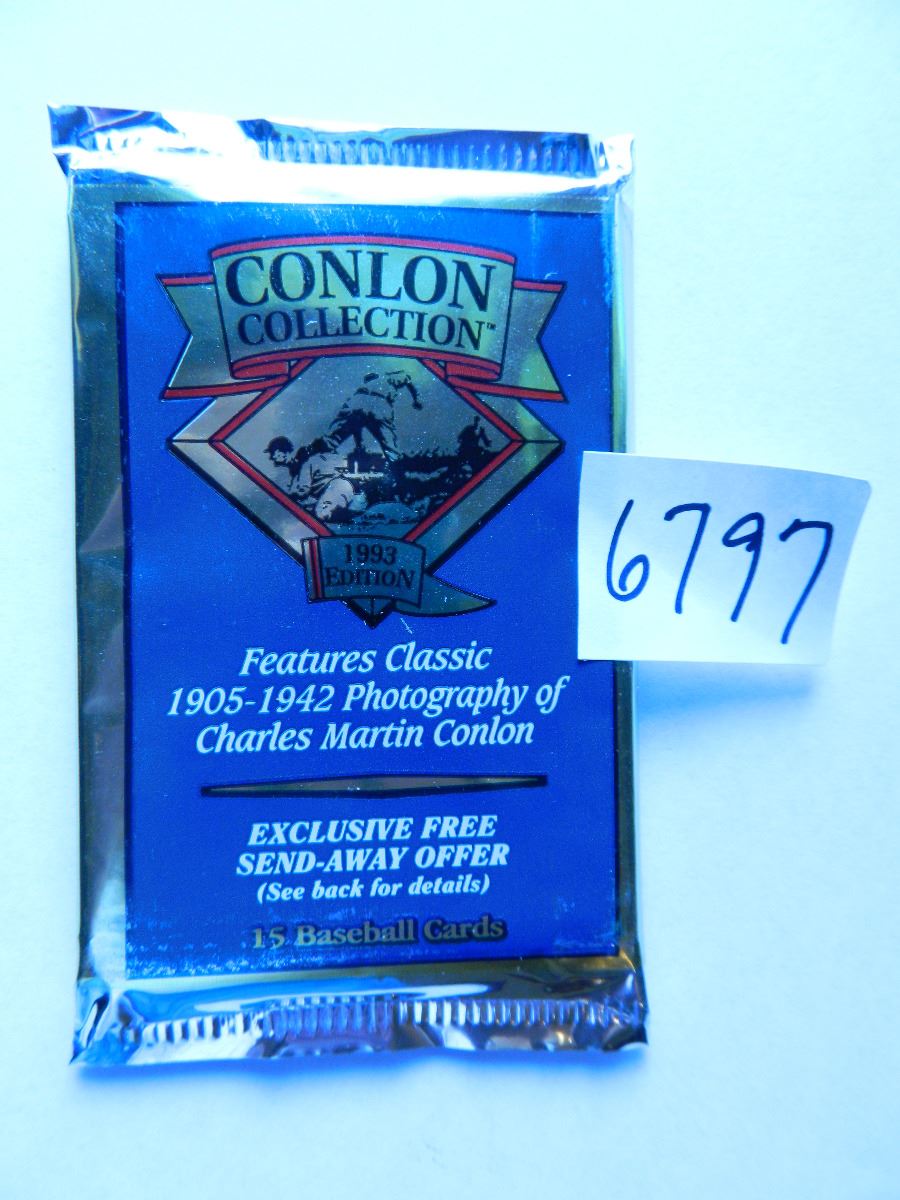 CONLON
COLLECTION™
1993
EDITION
6797
Features Classic
1905-1942 Photography of
Charles Martin Conlon
EXCLUSIVE FREE
SEND-AWAY OFFER
(See back for details)
15 Baseball Cards